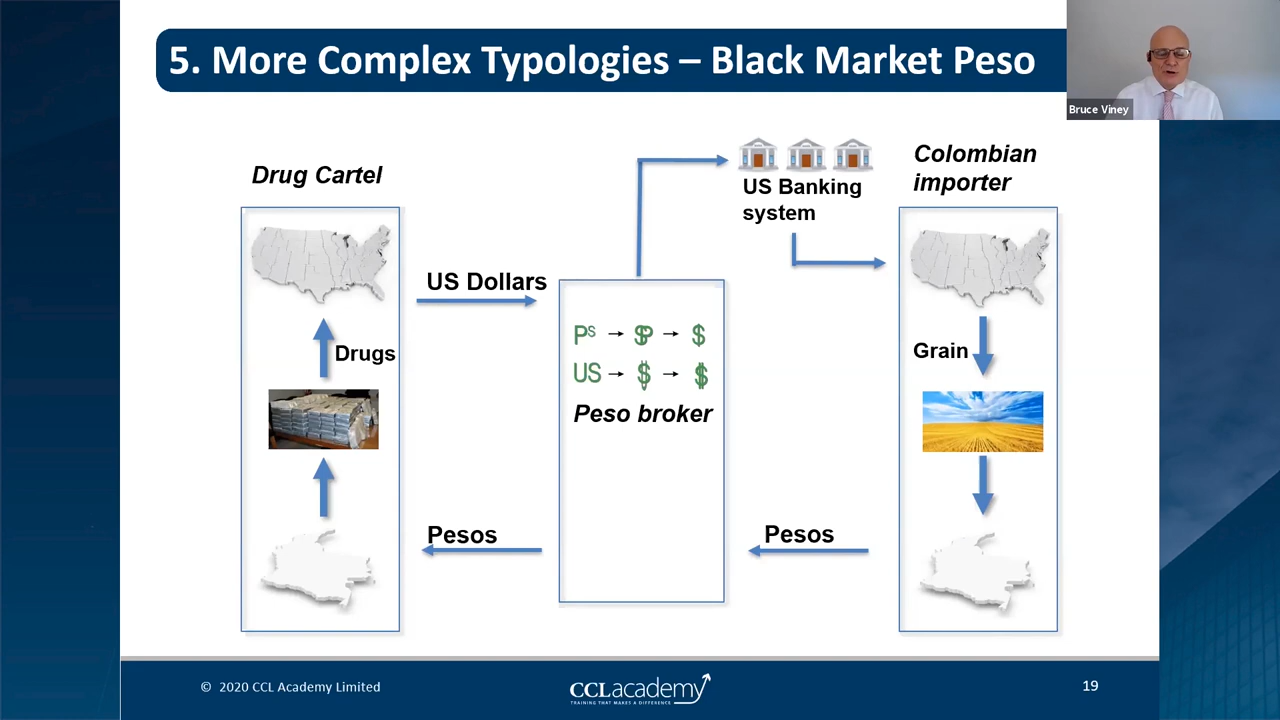 5. More Complex Typologies – Black Market Peso
Bruce Viney
Drug Cartel
US Banking
system
Colombian
importer
US Dollars
Drugs
Grain
Pˢ → $P → $
US → $ → $
Peso broker
Pesos
Pesos
© 2020 CCL Academy Limited
CCLacademy
TRAINING THAT MAKES A DIFFERENCE
19